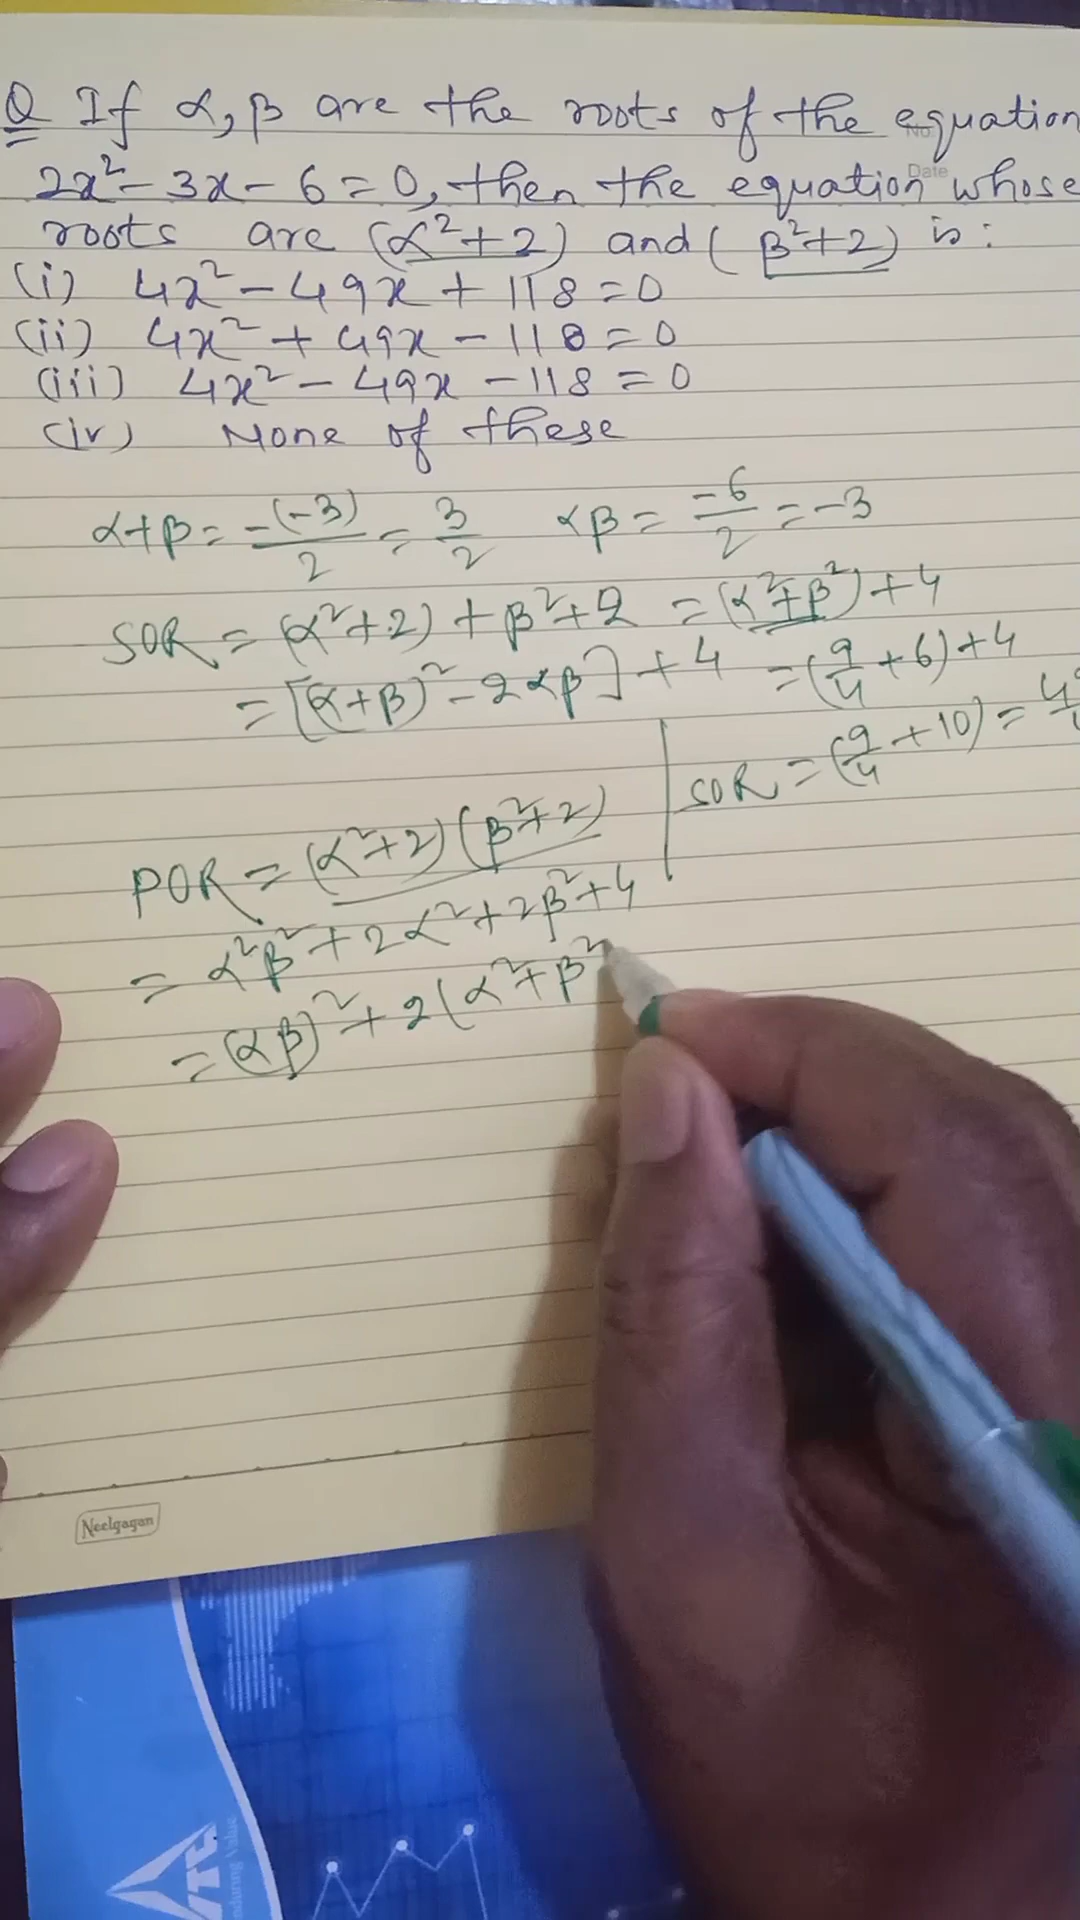 Q If α, β are the roots of the equation
2x² - 3x - 6 = 0, then the equation whose
roots are (α² + 2) and (β² + 2) is :
(i) 4x² - 49x + 118 = 0
(ii) 4x² + 49x - 118 = 0
(iii) 4x² - 49x - 118 = 0
(iv) None of these
No.
Date
α+β = -(-3)/2 = 3/2 αβ = -6/2 = -3
SOR = (α²+2) + β²+2 = (α²+β²) + 4
= [(α+β)² - 2αβ] + 4 = (9/4 + 6) + 4
SOR = (9/4 + 10) =
POR = (α²+2)(β²+2)
= α²β² + 2α² + 2β² + 4
= (αβ)² + 2(α²+β²
Neelgagan